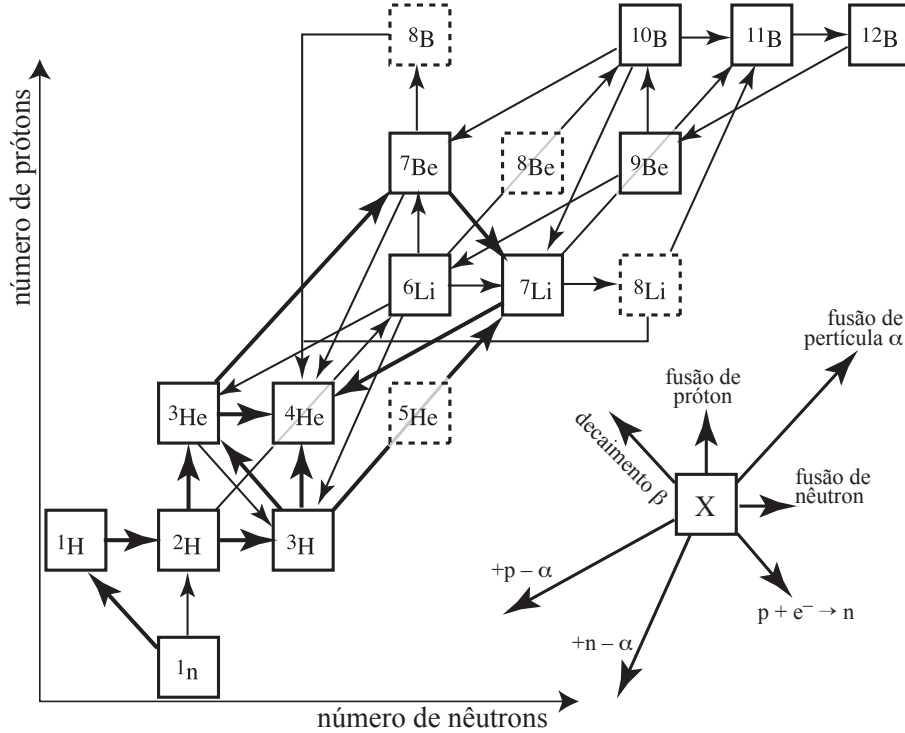 ⁸B
¹⁰B
¹¹B
¹²B
número de prótons
⁷Be
⁸Be
⁹Be
⁶Li
⁷Li
⁸Li
³He
⁴He
⁵He
¹H
²H
³H
¹n
número de nêutrons
fusão de
pertícula α
fusão de
próton
decaimento β
X
fusão de
nêutron
+p – α
+n – α
p + e⁻ → n